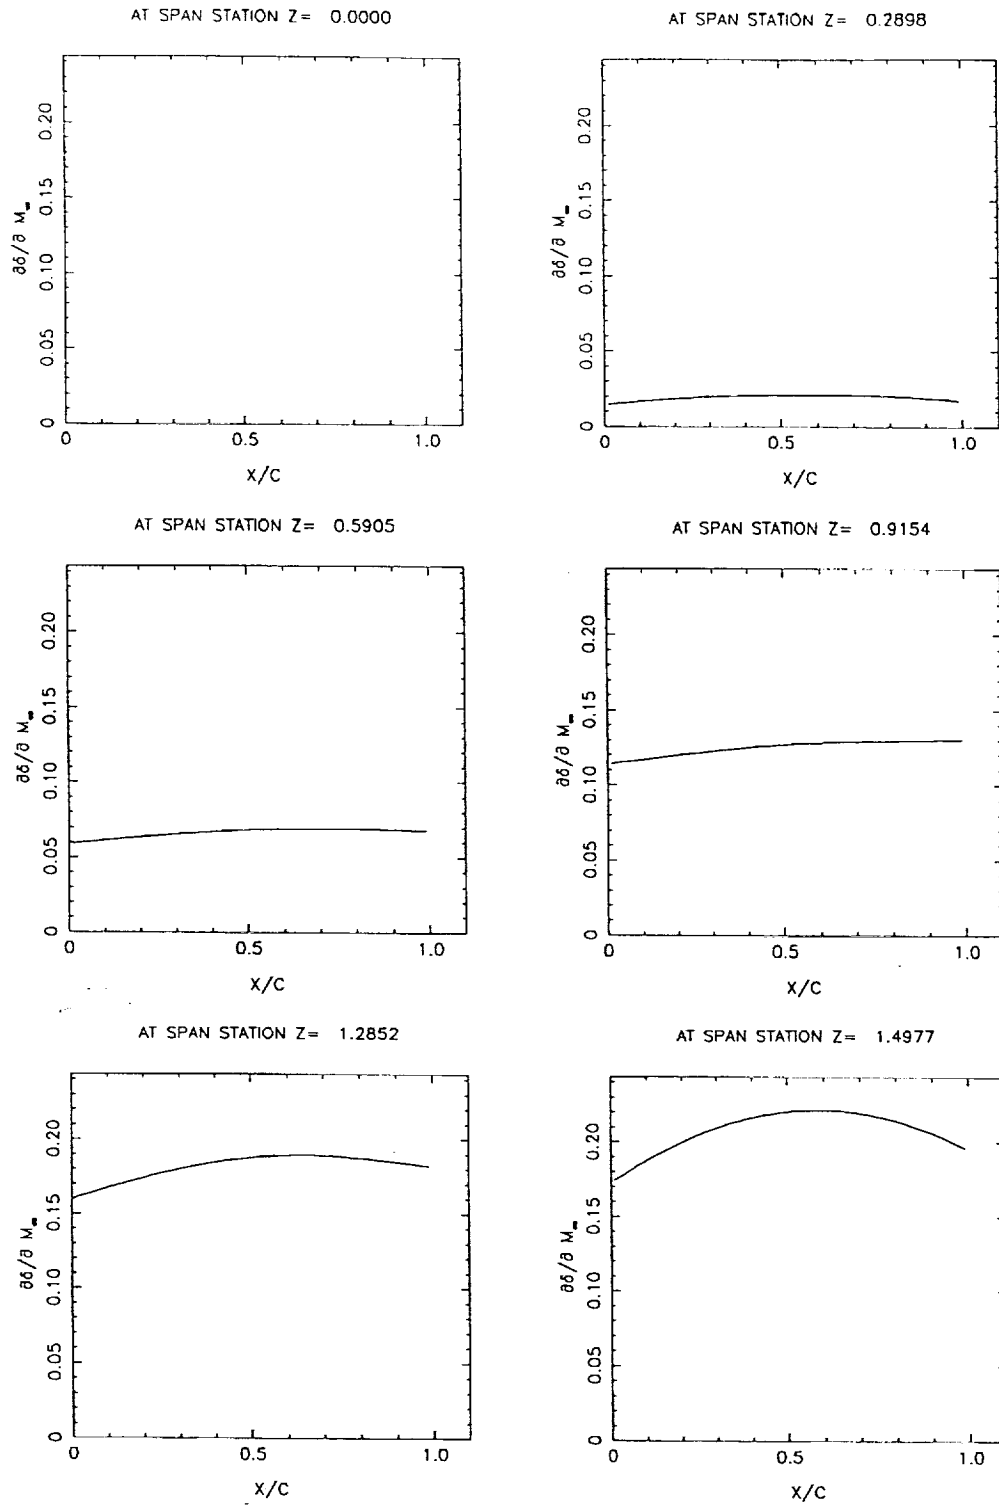 AT SPAN STATION Z= 0.0000
0.20
0.15
0.10
0.05
0
∂δ/∂ M∞
0 0.5 1.0
X/C
AT SPAN STATION Z= 0.2898
0.20
0.15
0.10
0.05
0
∂δ/∂ M∞
0 0.5 1.0
X/C
AT SPAN STATION Z= 0.5905
0.20
0.15
0.10
0.05
0
∂δ/∂ M∞
0 0.5 1.0
X/C
AT SPAN STATION Z= 0.9154
0.20
0.15
0.10
0.05
0
∂δ/∂ M∞
0 0.5 1.0
X/C
AT SPAN STATION Z= 1.2852
0.20
0.15
0.10
0.05
0
∂δ/∂ M∞
0 0.5 1.0
X/C
AT SPAN STATION Z= 1.4977
0.20
0.15
0.10
0.05
0
∂δ/∂ M∞
0 0.5 1.0
X/C